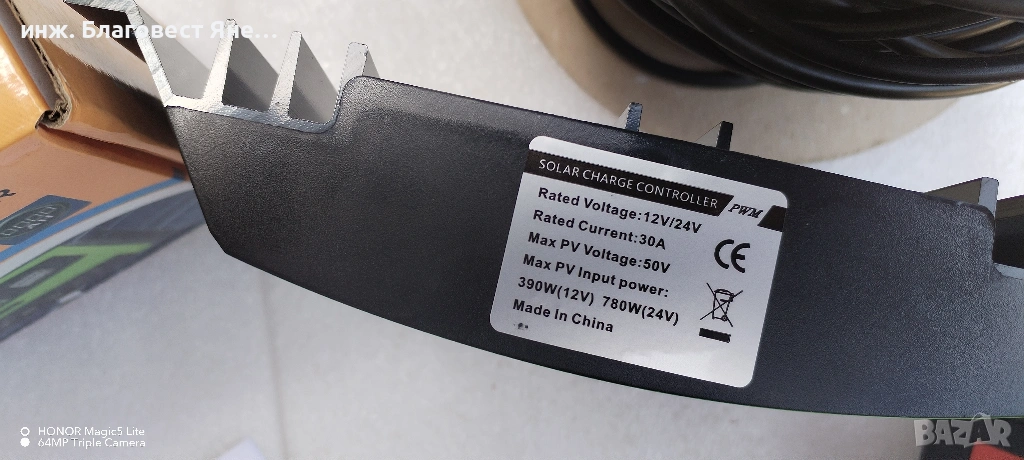 инж. Благовест Яне...
SOLAR CHARGE CONTROLLER PWM
Rated Voltage:12V/24V
Rated Current:30A
Max PV Voltage:50V
Max PV Input power:
390W(12V) 780W(24V)
Made In China
CE
HONOR Magic5 Lite
64MP Triple Camera
BAZAR